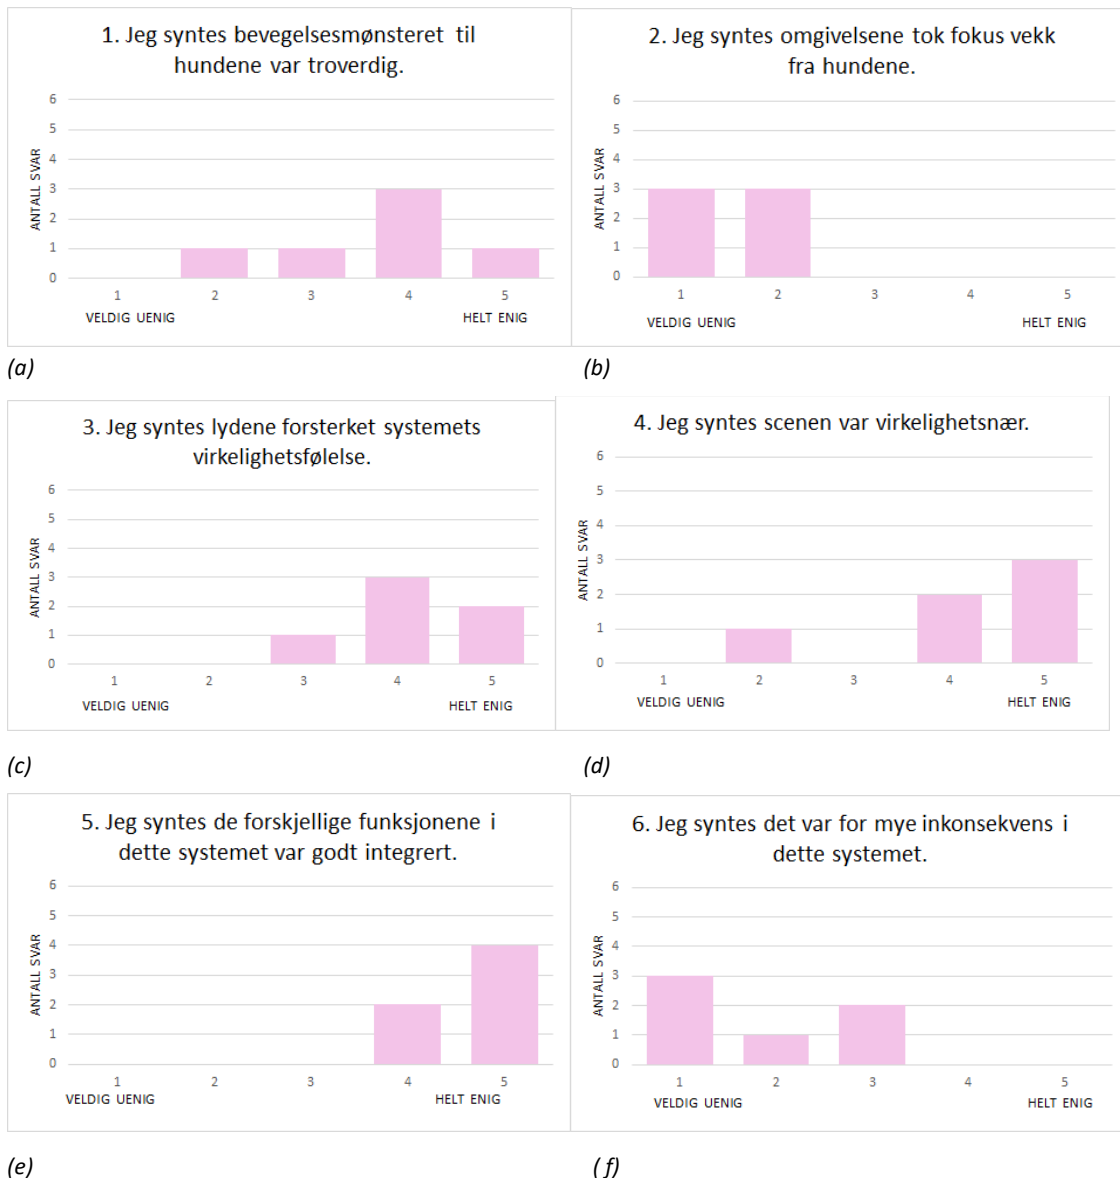 1. Jeg syntes bevegelsesmønsteret til
hundene var troverdig.
6
5
4
3
2
1
0
ANTALL SVAR
1 2 3 4 5
VELDIG UENIG HELT ENIG
(a)
2. Jeg syntes omgivelsene tok fokus vekk
fra hundene.
6
5
4
3
2
1
0
ANTALL SVAR
1 2 3 4 5
VELDIG UENIG HELT ENIG
(b)
3. Jeg syntes lydene forsterket systemets
virkelighetsfølelse.
6
5
4
3
2
1
0
ANTALL SVAR
1 2 3 4 5
VELDIG UENIG HELT ENIG
(c)
4. Jeg syntes scenen var virkelighetsnær.
6
5
4
3
2
1
0
ANTALL SVAR
1 2 3 4 5
VELDIG UENIG HELT ENIG
(d)
5. Jeg syntes de forskjellige funksjonene i
dette systemet var godt integrert.
6
5
4
3
2
1
0
ANTALL SVAR
1 2 3 4 5
VELDIG UENIG HELT ENIG
(e)
6. Jeg syntes det var for mye inkonsekvens i
dette systemet.
6
5
4
3
2
1
0
ANTALL SVAR
1 2 3 4 5
VELDIG UENIG HELT ENIG
( f)